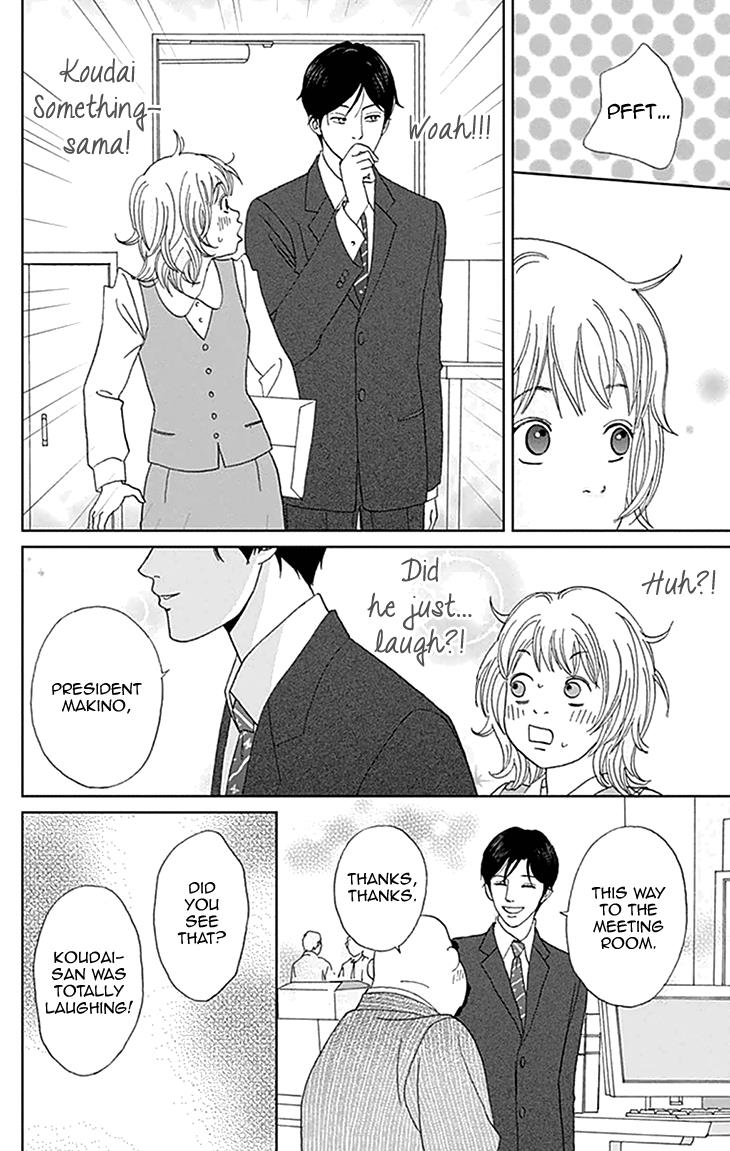 PFFT...
Woah!!!
Koudai
Something-
sama!
Huh?!
Did
he just...
laugh?!
PRESIDENT
MAKINO,
THIS WAY
TO THE
MEETING
ROOM.
THANKS,
THANKS.
DID
YOU
SEE
THAT?
KOUDAI-
SAN WAS
TOTALLY
LAUGHING!